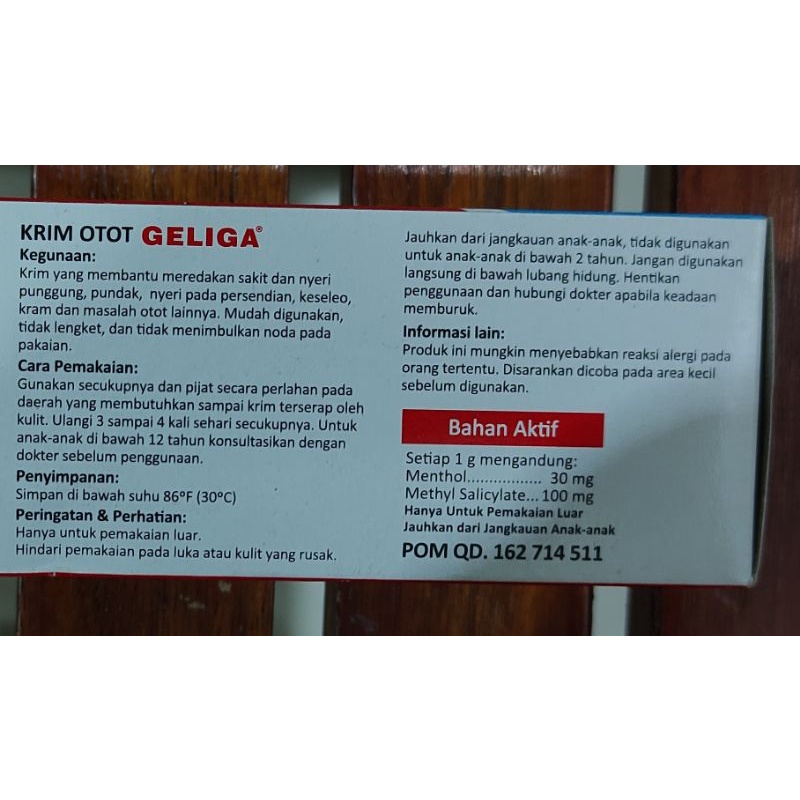 KRIM OTOT GELIGA®
Kegunaan:
Krim yang membantu meredakan sakit dan nyeri
punggung, pundak, nyeri pada persendian, keseleo,
kram dan masalah otot lainnya. Mudah digunakan,
tidak lengket, dan tidak menimbulkan noda pada
pakaian.
Cara Pemakaian:
Gunakan secukupnya dan pijat secara perlahan pada
daerah yang membutuhkan sampai krim terserap oleh
kulit. Ulangi 3 sampai 4 kali sehari secukupnya. Untuk
anak-anak di bawah 12 tahun konsultasikan dengan
dokter sebelum penggunaan.
Penyimpanan:
Simpan di bawah suhu 86°F (30°C)
Peringatan & Perhatian:
Hanya untuk pemakaian luar.
Hindari pemakaian pada luka atau kulit yang rusak.
Jauhkan dari jangkauan anak-anak, tidak digunakan
untuk anak-anak di bawah 2 tahun. Jangan digunakan
langsung di bawah lubang hidung. Hentikan
penggunaan dan hubungi dokter apabila keadaan
memburuk.
Informasi lain:
Produk ini mungkin menyebabkan reaksi alergi pada
orang tertentu. Disarankan dicoba pada area kecil
sebelum digunakan.
Bahan Aktif
Setiap 1 g mengandung:
Menthol.................. 30 mg
Methyl Salicylate... 100 mg
Hanya Untuk Pemakaian Luar
Jauhkan dari Jangkauan Anak-anak
POM QD. 162 714 511